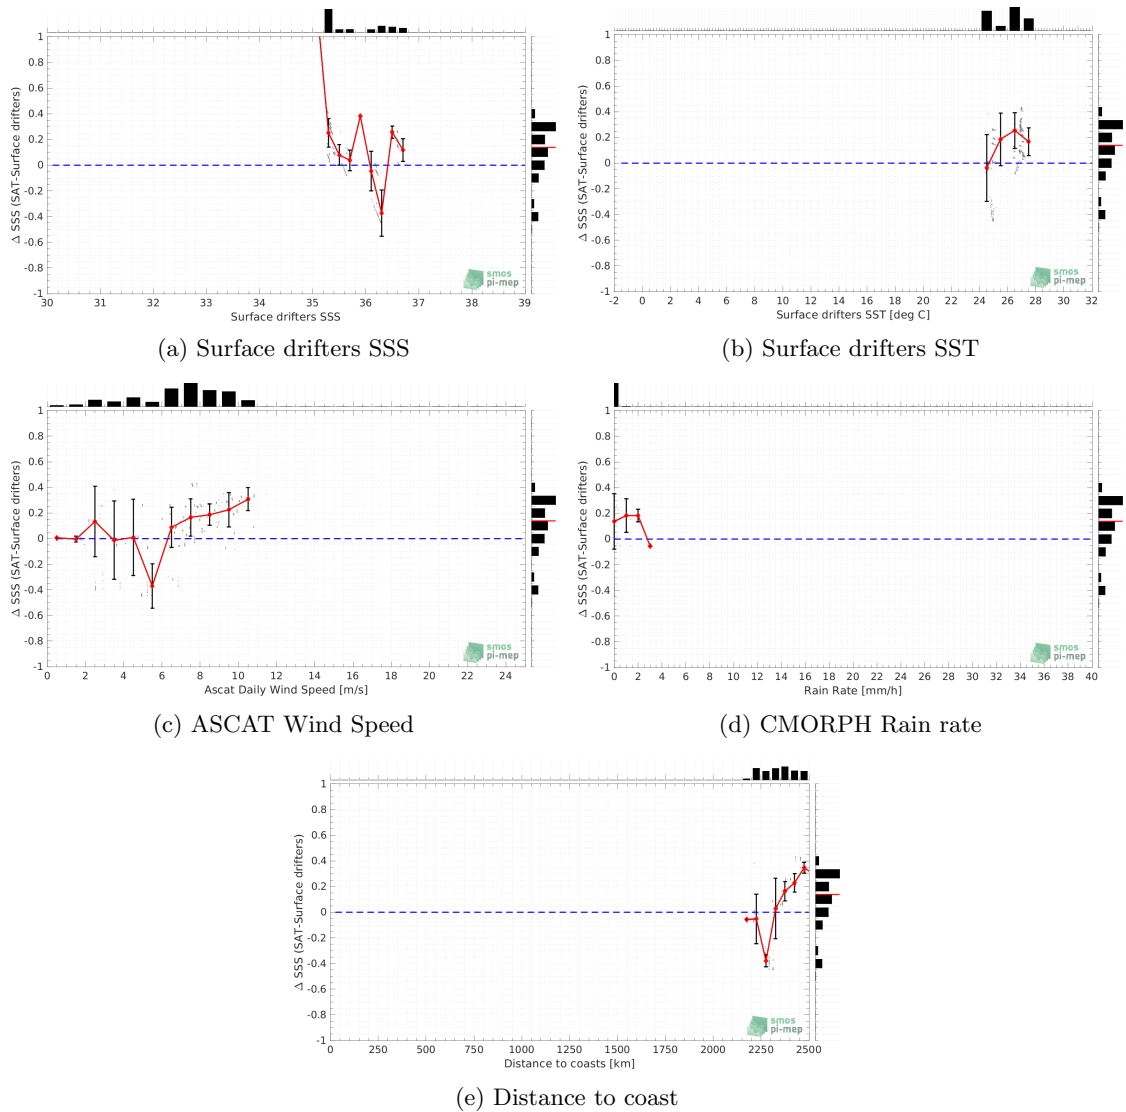 Δ SSS (SAT-Surface drifters)
1
0.8
0.6
0.4
0.2
0
-0.2
-0.4
-0.6
-0.8
-1
30 31 32 33 34 35 36 37 38 39
Surface drifters SSS
smos
pi-mep
(a) Surface drifters SSS
Δ SSS (SAT-Surface drifters)
1
0.8
0.6
0.4
0.2
0
-0.2
-0.4
-0.6
-0.8
-1
-2 0 2 4 6 8 10 12 14 16 18 20 22 24 26 28 30 32
Surface drifters SST [deg C]
smos
pi-mep
(b) Surface drifters SST
Δ SSS (SAT-Surface drifters)
1
0.8
0.6
0.4
0.2
0
-0.2
-0.4
-0.6
-0.8
-1
0 2 4 6 8 10 12 14 16 18 20 22 24
Ascat Daily Wind Speed [m/s]
smos
pi-mep
(c) ASCAT Wind Speed
Δ SSS (SAT-Surface drifters)
1
0.8
0.6
0.4
0.2
0
-0.2
-0.4
-0.6
-0.8
-1
0 2 4 6 8 10 12 14 16 18 20 22 24 26 28 30 32 34 36 38 40
Rain Rate [mm/h]
smos
pi-mep
(d) CMORPH Rain rate
Δ SSS (SAT-Surface drifters)
1
0.8
0.6
0.4
0.2
0
-0.2
-0.4
-0.6
-0.8
-1
0 250 500 750 1000 1250 1500 1750 2000 2250 2500
Distance to coasts [km]
smos
pi-mep
(e) Distance to coast